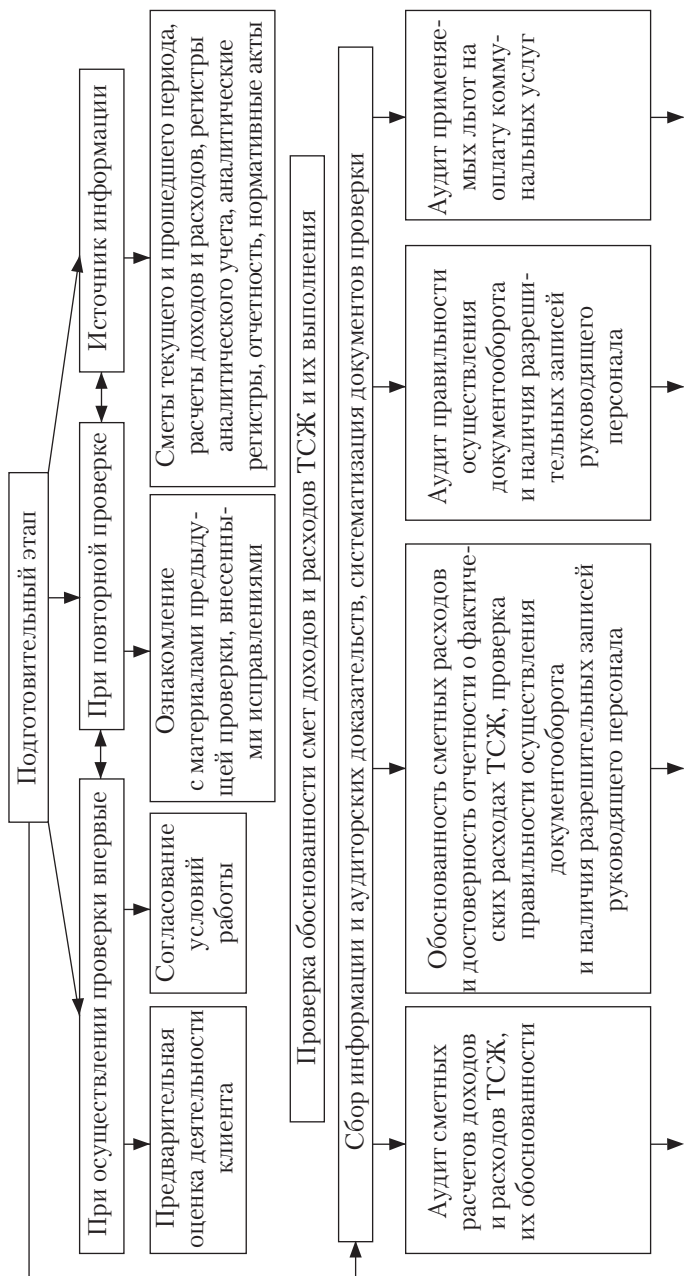 Подготовительный этап
При осуществлении проверки впервые
При повторной проверке
Источник информации
Предварительная
оценка деятельности
клиента
Согласование
условий
работы
Ознакомление
с материалами предыду-
щей проверки, внесенны-
ми исправлениями
Сметы текущего и прошедшего периода,
расчеты доходов и расходов, регистры
аналитического учета, аналитические
регистры, отчетность, нормативные акты
Проверка обоснованности смет доходов и расходов ТСЖ и их выполнения
Сбор информации и аудиторских доказательств, систематизация документов проверки
Аудит сметных
расчетов доходов
и расходов ТСЖ,
их обоснованности
Обоснованность сметных расходов
и достоверность отчетности о фактиче-
ских расходах ТСЖ, проверка
правильности осуществления
документооборота
и наличия разрешительных записей
руководящего персонала
Аудит правильности
осуществления
документооборота
и наличия разреши-
тельных записей
руководящего
персонала
Аудит применяе-
мых льгот на
оплату комму-
нальных услуг